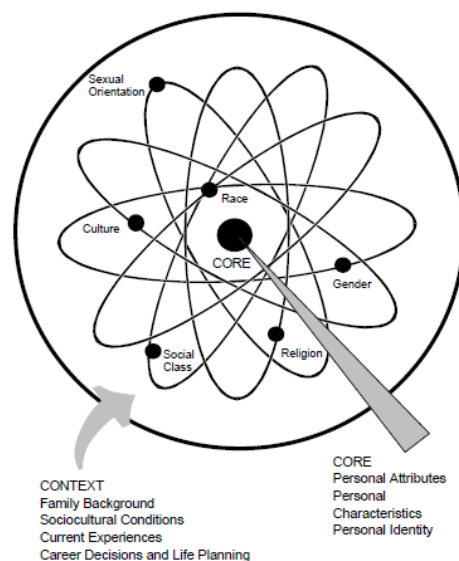 Sexual
Orientation
Race
Culture
CORE
Gender
Social
Class
Religion
CONTEXT
Family Background
Sociocultural Conditions
Current Experiences
Career Decisions and Life Planning
CORE
Personal Attributes
Personal
Characteristics
Personal Identity